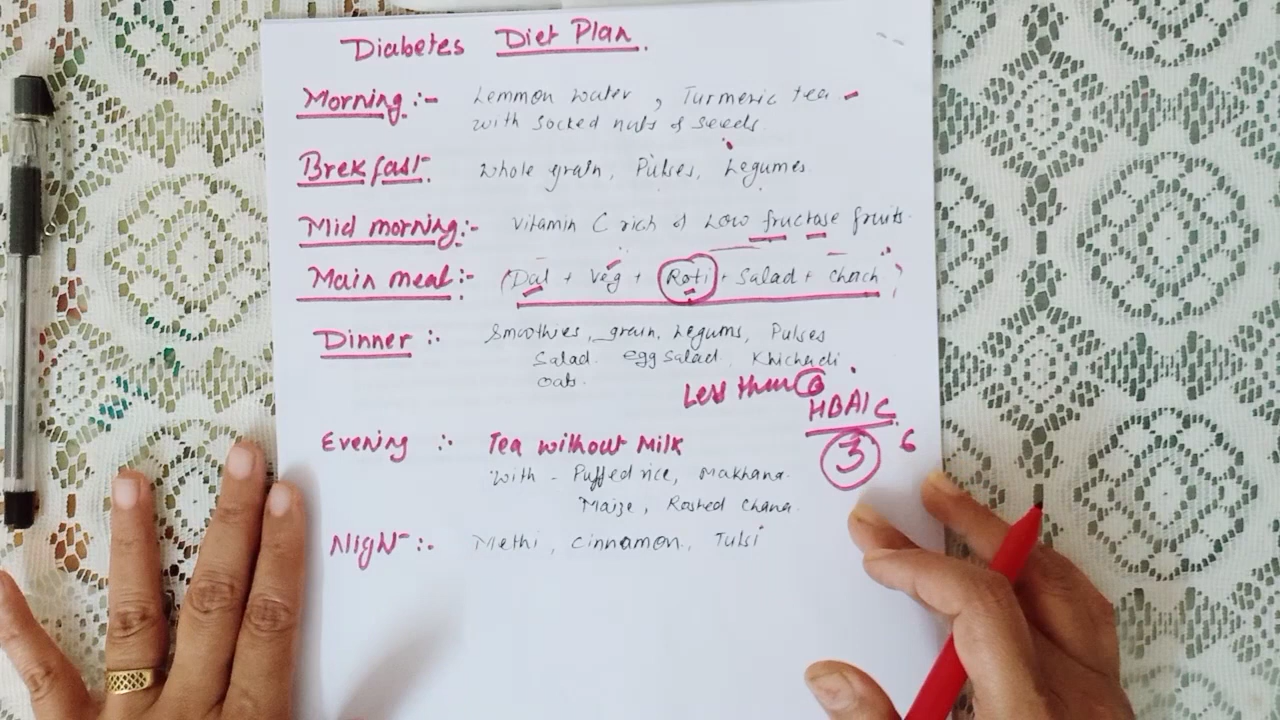 Diabetes Diet Plan.
Morning :- Lemmon water, Turmeric tea
with socked nuts & seeds.
Brekfast- Whole grain, Pulses, Legumes.
Mid morning :- Vitamin C rich & Low fructose fruits.
Main meal :- (Dal + Veg + Roti + Salad + Chach)
Dinner :- Smoothies, grain, Legums, Pulses
Salad. egg salad, Khichudi
oats.
Less than 6
HBA1C
3 6
Evening :- Tea without Milk
with - Puffed rice, Makhana.
Maize, Roshed Chana.
Night :- Methi, Cinnamon, Tulsi